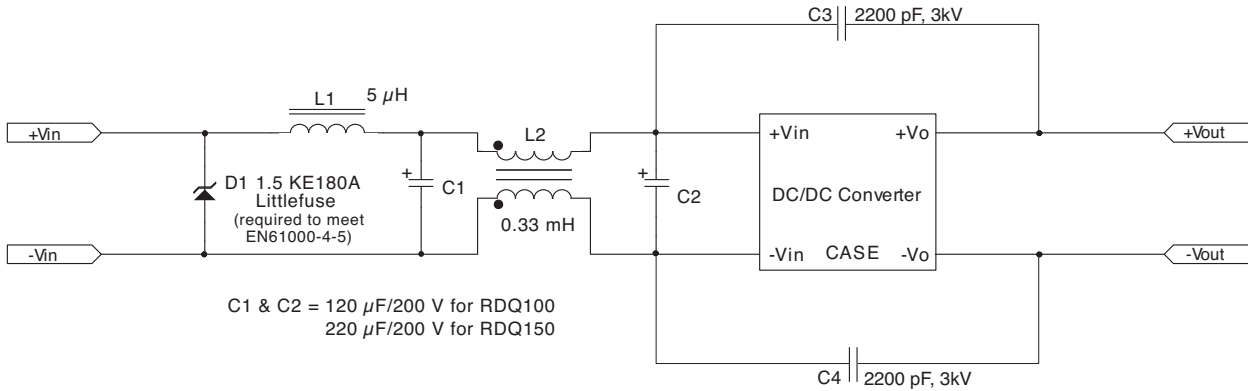 C3 2200 pF, 3kV
L1 5 µH
+Vin
L2
+Vin +Vo
+Vout
D1 1.5 KE180A
Littlefuse
(required to meet
EN61000-4-5)
+ C1
+ C2
DC/DC Converter
0.33 mH
-Vin
-Vin CASE -Vo
-Vout
C1 & C2 = 120 µF/200 V for RDQ100
220 µF/200 V for RDQ150
C4 2200 pF, 3kV